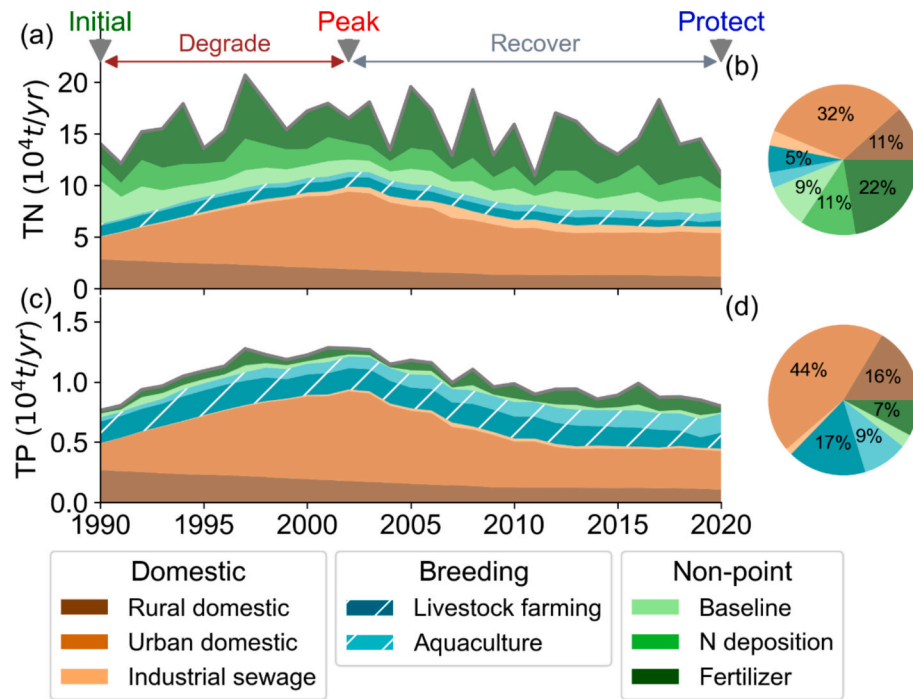 Initial Peak Protect
(a) Degrade Recover (b)
TN (10⁴t/yr)
20
15
10
5
0
32%
11%
5%
9%
11%
22%
(c) (d)
TP (10⁴t/yr)
1.5
1.0
0.5
0.0
1990 1995 2000 2005 2010 2015 2020
44%
16%
7%
17%
9%
Domestic
Rural domestic
Urban domestic
Industrial sewage
Breeding
Livestock farming
Aquaculture
Non-point
Baseline
N deposition
Fertilizer